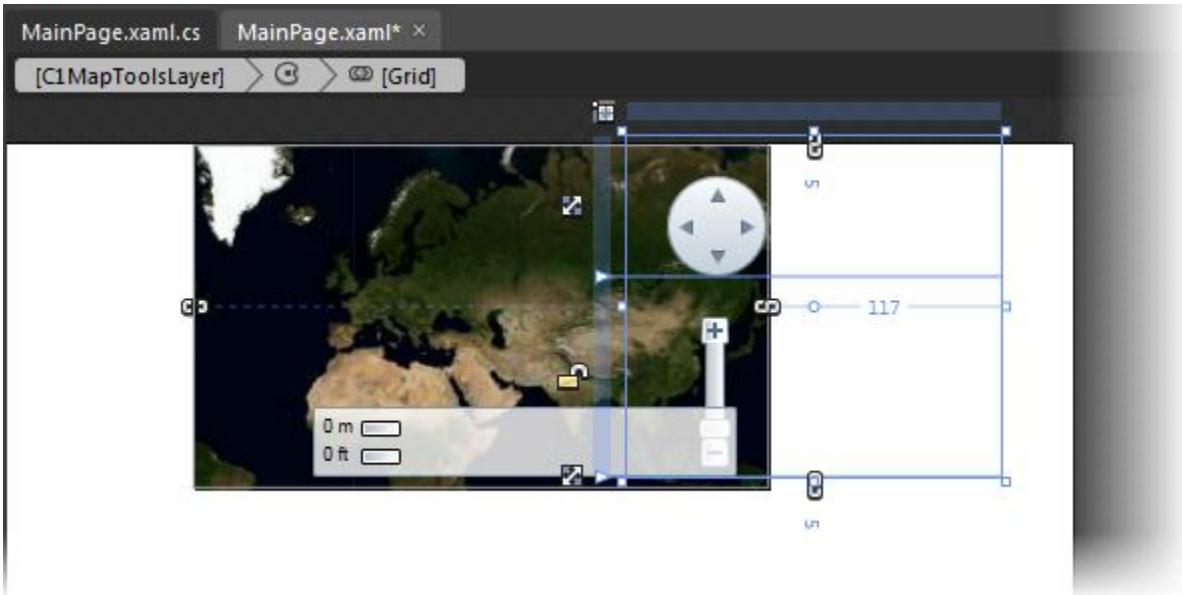 MainPage.xaml.cs MainPage.xaml* ×
[C1MapToolsLayer] [Grid]
5
117
0 m
0 ft
5